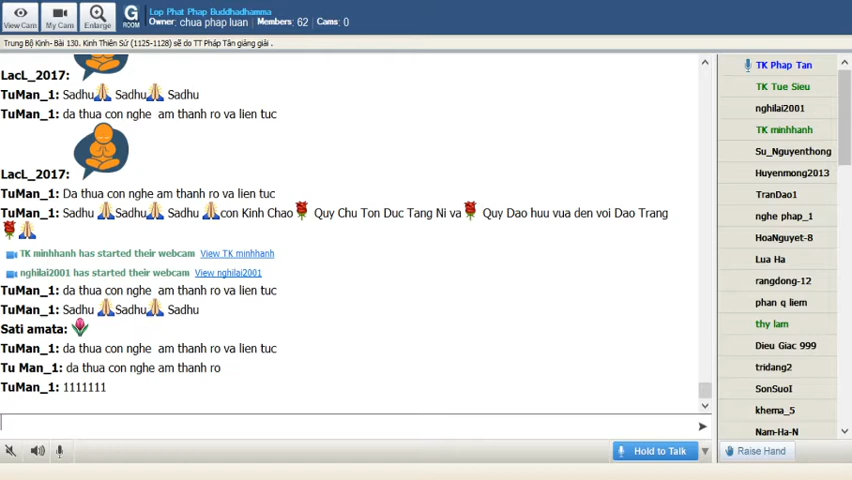 View Cam
My Cam
Enlarge
G
ROOM
Lop Phat Phap Buddhadhamma
Owner: chua phap luan Members: 62 Cams: 0
Trung Bộ Kinh- Bài 130. Kinh Thiên Sứ (1125-1128) sẽ do TT Pháp Tân giảng giải .
LacL_2017:
TuMan_1: Sadhu Sadhu Sadhu
TuMan_1: da thua con nghe am thanh ro va lien tuc
LacL_2017:
TuMan_1: Da thua con nghe am thanh ro va lien tuc
TuMan_1: Sadhu Sadhu Sadhu con Kinh Chao Quy Chu Ton Duc Tang Ni va Quy Dao huu vua den voi Dao Trang
TK minhhanh has started their webcam View TK minhhanh
nghilai2001 has started their webcam View nghilai2001
TuMan_1: da thua con nghe am thanh ro va lien tuc
TuMan_1: Sadhu Sadhu Sadhu
Sati amata:
TuMan_1: da thua con nghe am thanh ro va lien tuc
Tu Man_1: da thua con nghe am thanh ro
TuMan_1: 1111111
Hold to Talk
TK Phap Tan
TK Tue Sieu
nghilai2001
TK minhhanh
Su_Nguyenthong
Huyenmong2013
TranDao1
nghe phap_1
HoaNguyet-8
Lua Ha
rangdong-12
phan q liem
thy lam
Dieu Giac 999
tridang2
SonSuoI
khema_5
Nam-Ha-N
Raise Hand